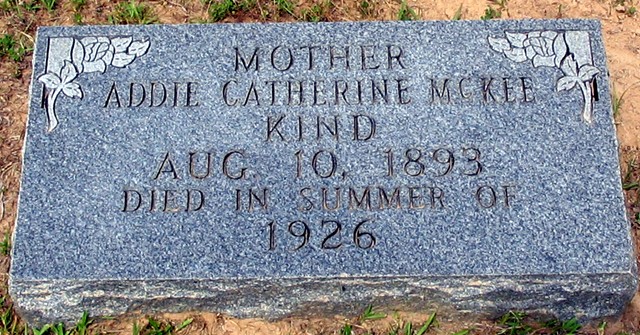 MOTHER
ADDIE CATHERINE MCKEE
KIND
AUG. 10, 1893
DIED IN SUMMER OF
1926